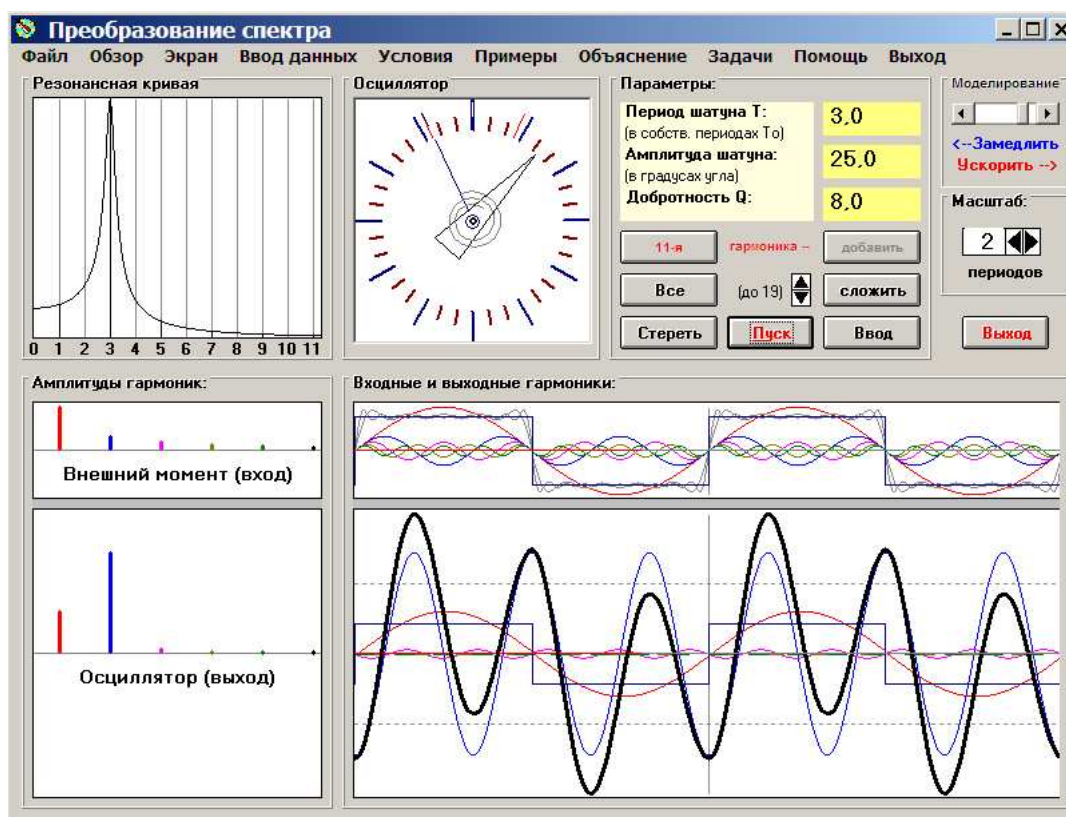 Преобразование спектра
Файл Обзор Экран Ввод данных Условия Примеры Объяснение Задачи Помощь Выход
Резонансная кривая
0 1 2 3 4 5 6 7 8 9 10 11
Осциллятор
Параметры:
Период шатуна T:
(в собств. периодах To)
3,0
Амплитуда шатуна:
(в градусах угла)
25,0
Добротность Q:
8,0
11-я
гармоника --
добавить
Все
(до 19)
сложить
Стереть
Пуск
Ввод
Моделирование
<--Замедлить
Ускорить -->
Масштаб:
2
периодов
Выход
Амплитуды гармоник:
Внешний момент (вход)
Осциллятор (выход)
Входные и выходные гармоники: